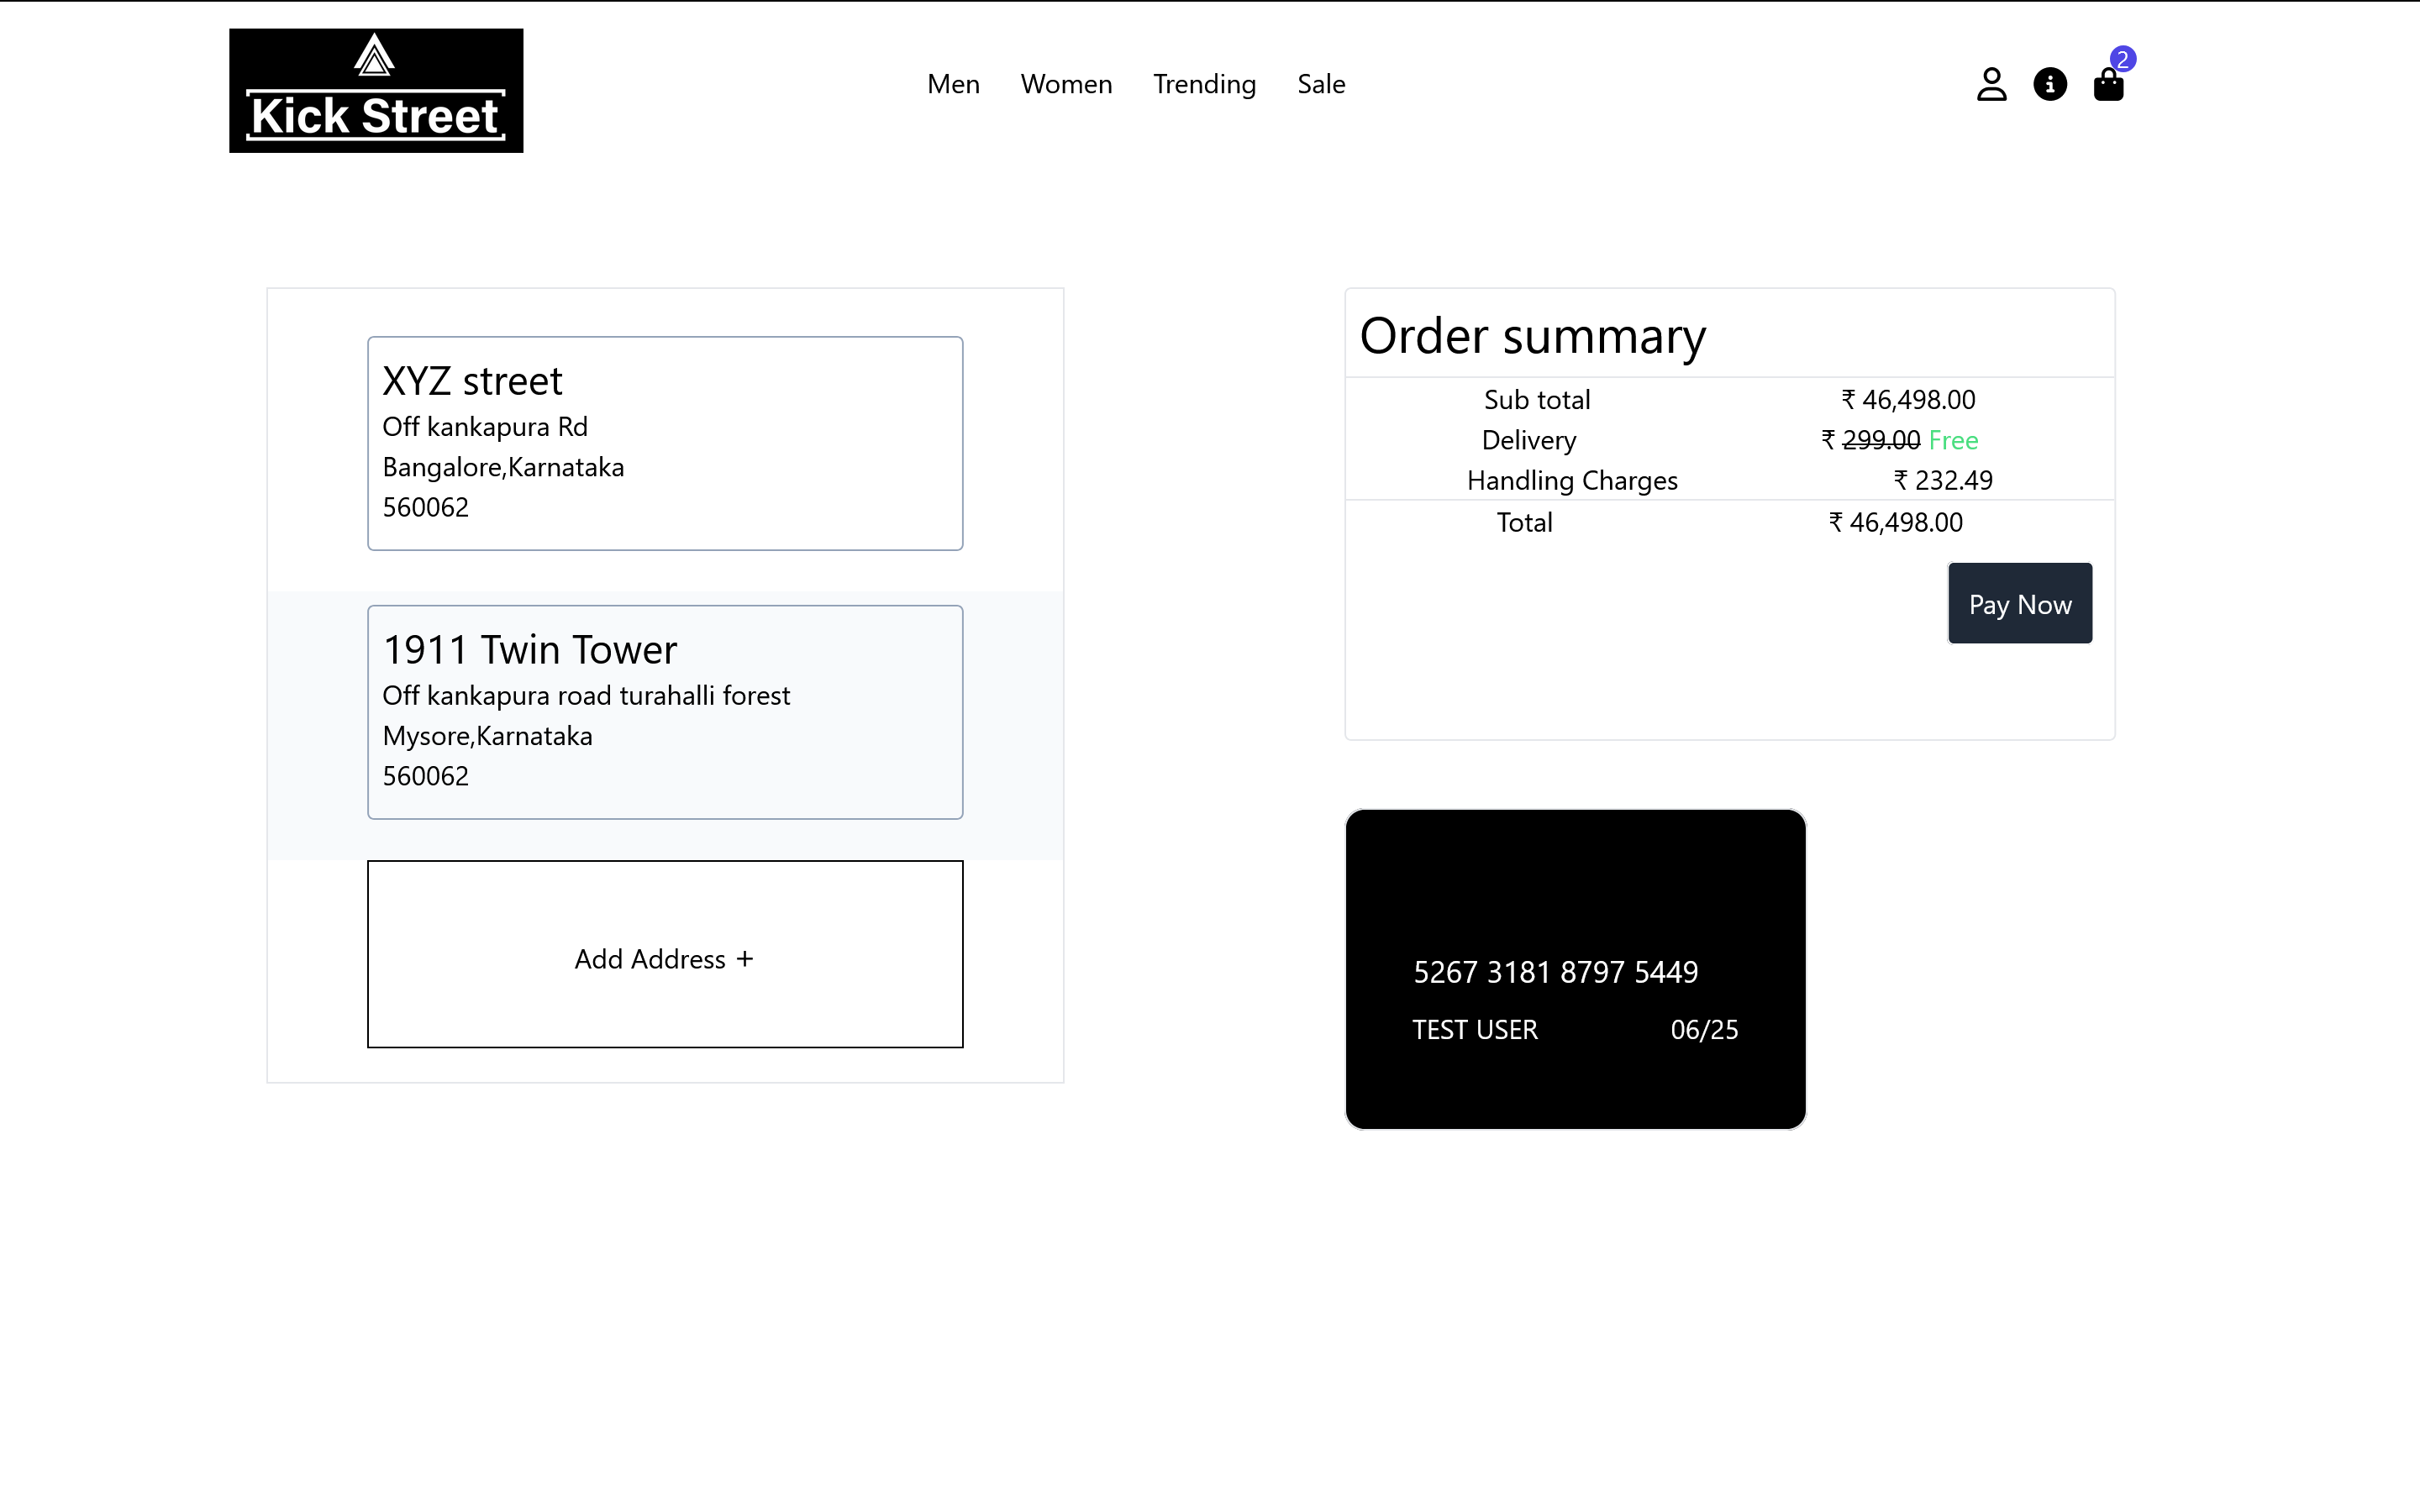 Kick Street
Men Women Trending Sale
2
XYZ street
Off kankapura Rd
Bangalore,Karnataka
560062
1911 Twin Tower
Off kankapura road turahalli forest
Mysore,Karnataka
560062
Add Address +
Order summary
Sub total ₹ 46,498.00
Delivery ₹ 299.00 Free
Handling Charges ₹ 232.49
Total ₹ 46,498.00
Pay Now
5267 3181 8797 5449
TEST USER 06/25